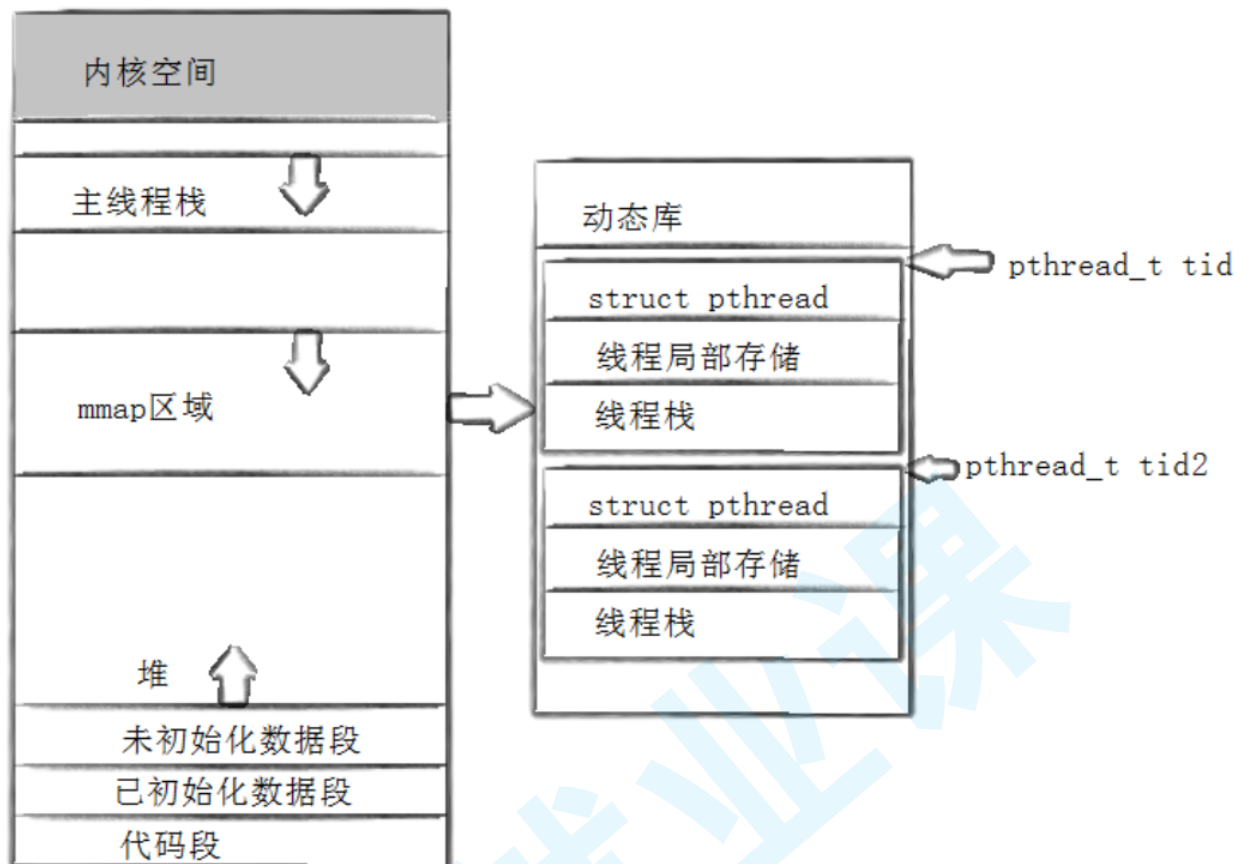 内核空间
主线程栈
mmap区域
堆
未初始化数据段
已初始化数据段
代码段
动态库
struct pthread
线程局部存储
线程栈
struct pthread
线程局部存储
线程栈
pthread_t tid
pthread_t tid2
业课